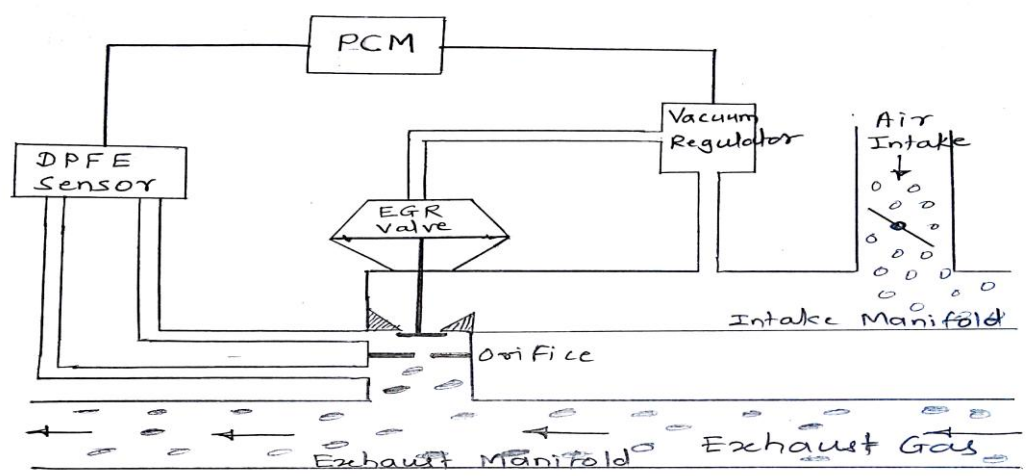 PCM
Vacuum
Regulator
Air
Intake
DPFE
Sensor
EGR
Valve
Intake Manifold
Orifice
Exhaust Gas
Exhaust Manifold